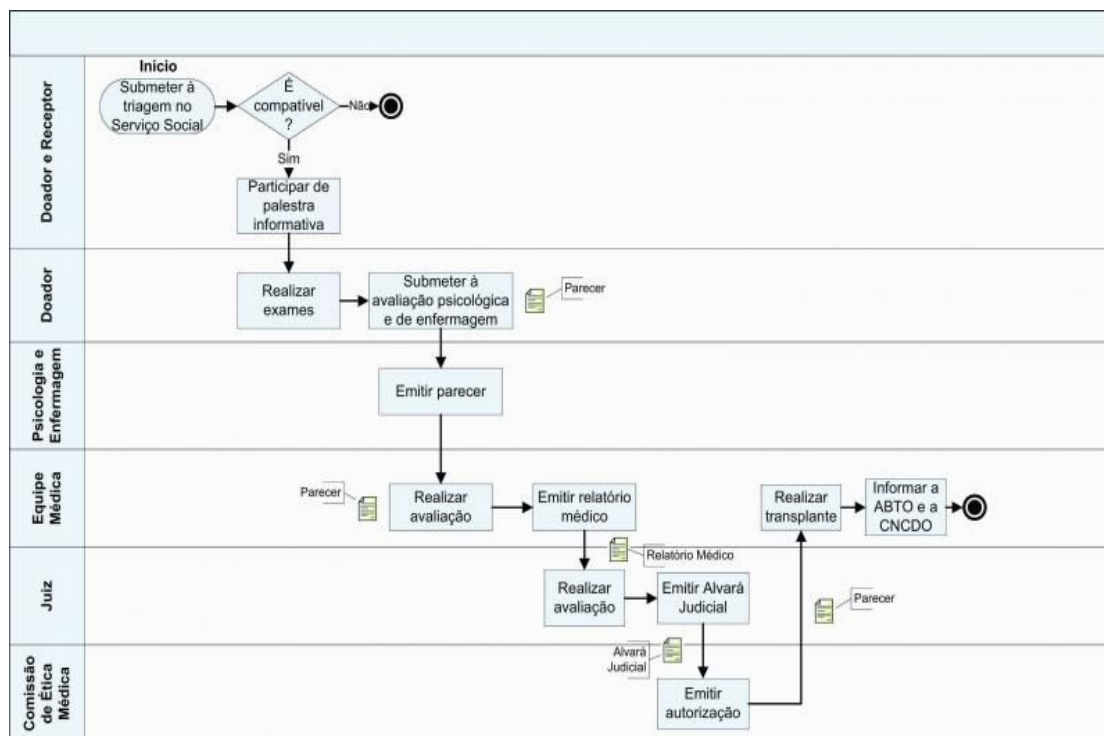 Início
Submeter à
triagem no
Serviço Social
É
compatível
?
Não
Sim
Participar de
palestra
informativa
Doador e Receptor
Realizar
exames
Submeter à
avaliação psicológica
e de enfermagem
Parecer
Doador
Emitir parecer
Psicologia e
Enfermagem
Parecer
Realizar
avaliação
Emitir relatório
médico
Realizar
transplante
Informar a
ABTO e a
CNCDO
Equipe
Médica
Relatório Médico
Realizar
avaliação
Emitir Alvará
Judicial
Parecer
Juiz
Alvará
Judicial
Emitir
autorização
Comissão
de Ética
Médica